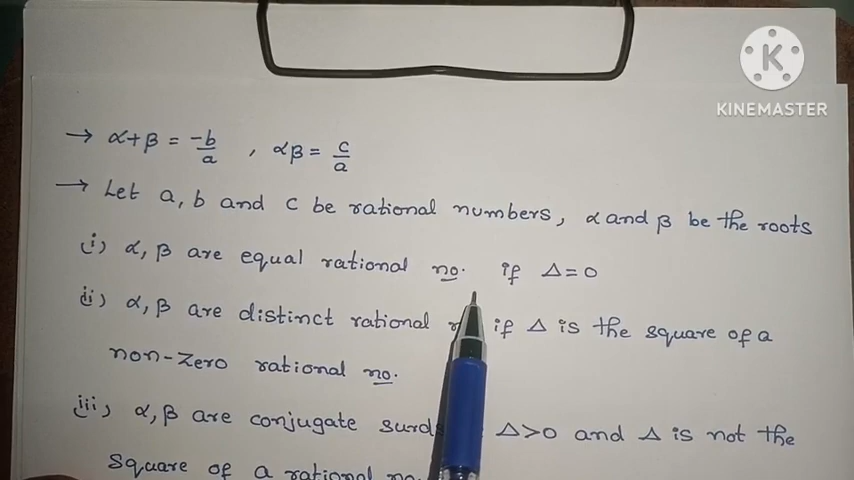 K
KINEMASTER
→ α+β = -b/a , αβ = c/a
→ Let a, b and c be rational numbers, α and β be the roots
(i) α, β are equal rational no. if Δ=0
(ii) α, β are distinct rational if Δ is the square of a
non-zero rational no.
(iii) α, β are conjugate surds Δ>0 and Δ is not the
square of a rational no.